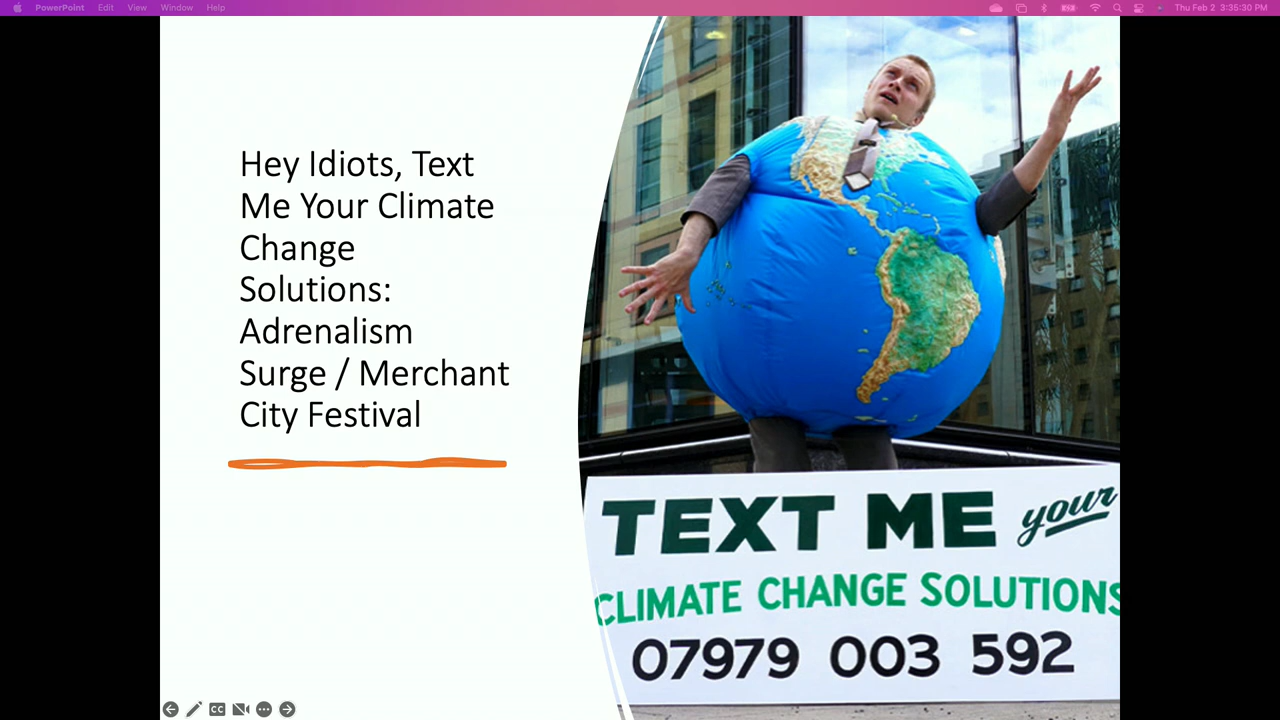 PowerPoint Edit View Window Help
Thu Feb 2 3:35:30 PM
Hey Idiots, Text
Me Your Climate
Change
Solutions:
Adrenalism
Surge / Merchant
City Festival
TEXT ME your
CLIMATE CHANGE SOLUTIONS
07979 003 592
CC